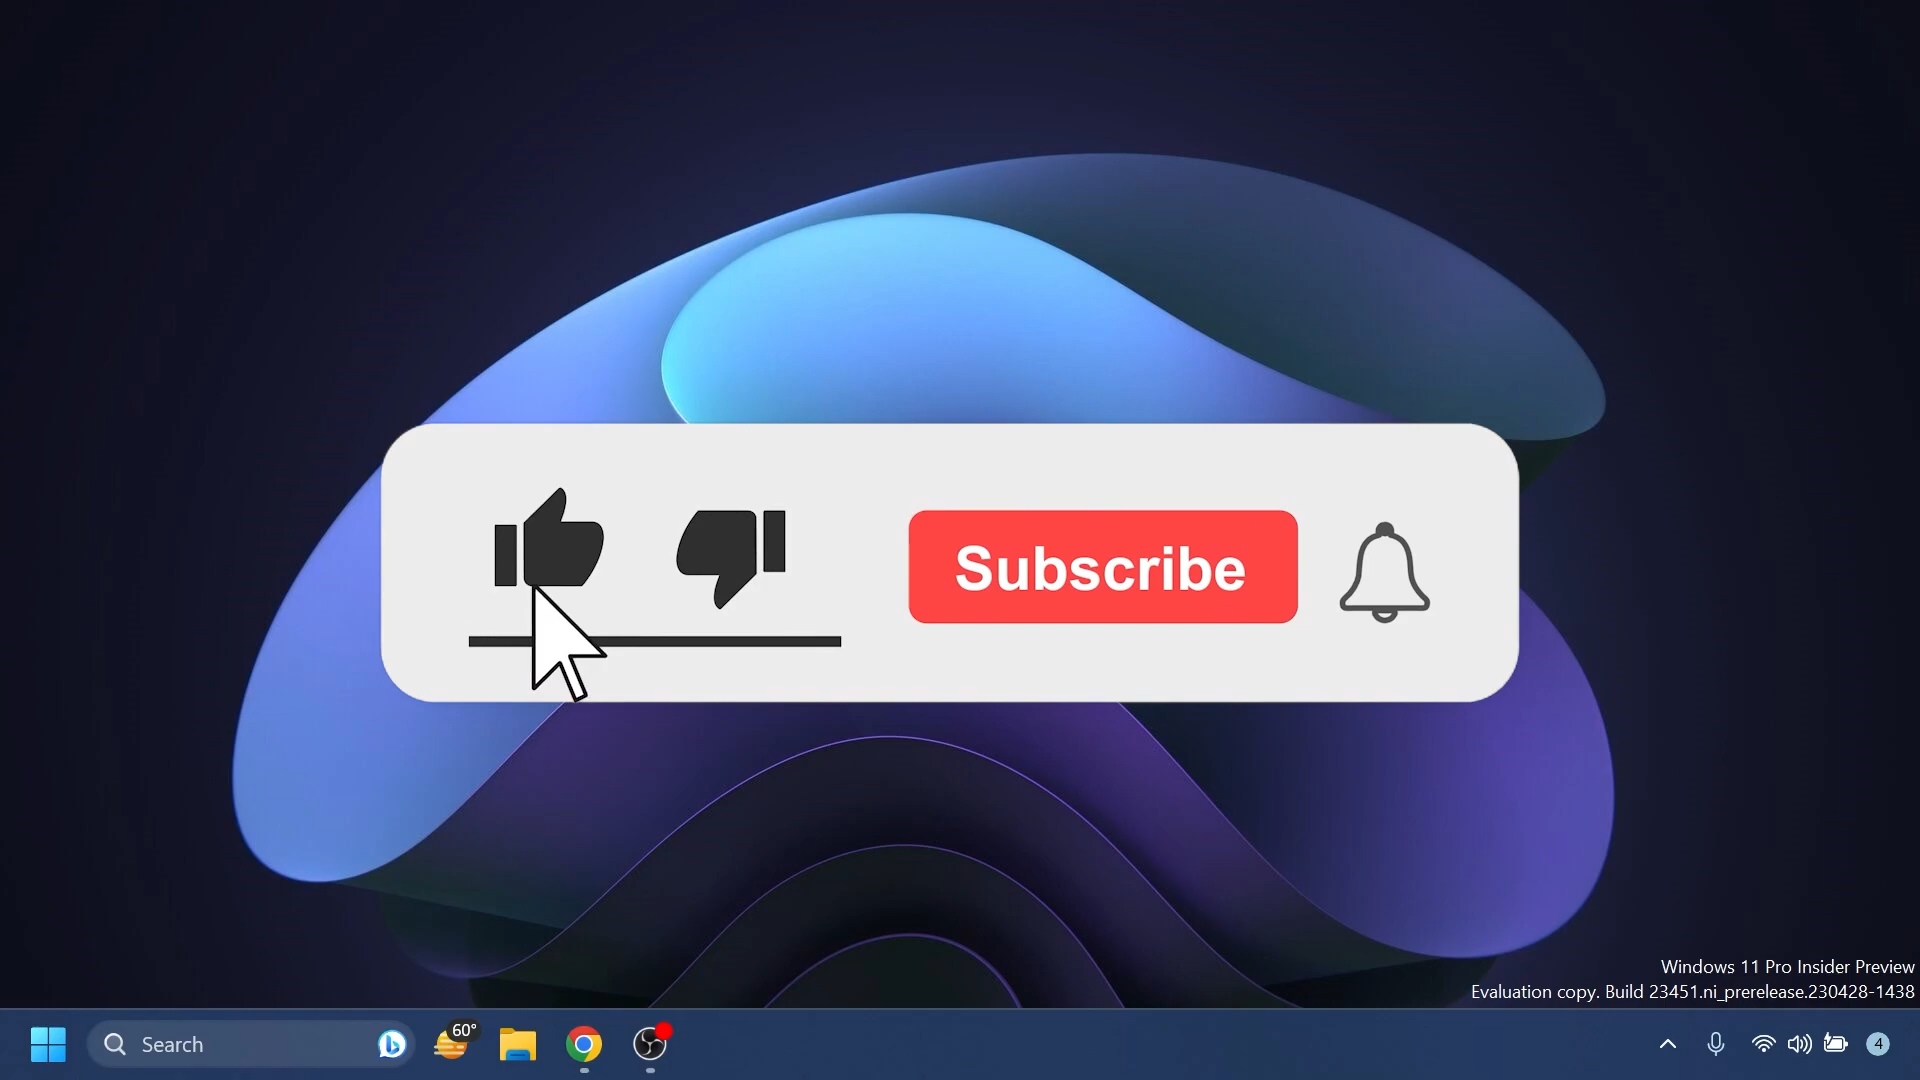 Subscribe
Windows 11 Pro Insider Preview
Evaluation copy. Build 23451.ni_prerelease.230428-1438
Search
60°
4